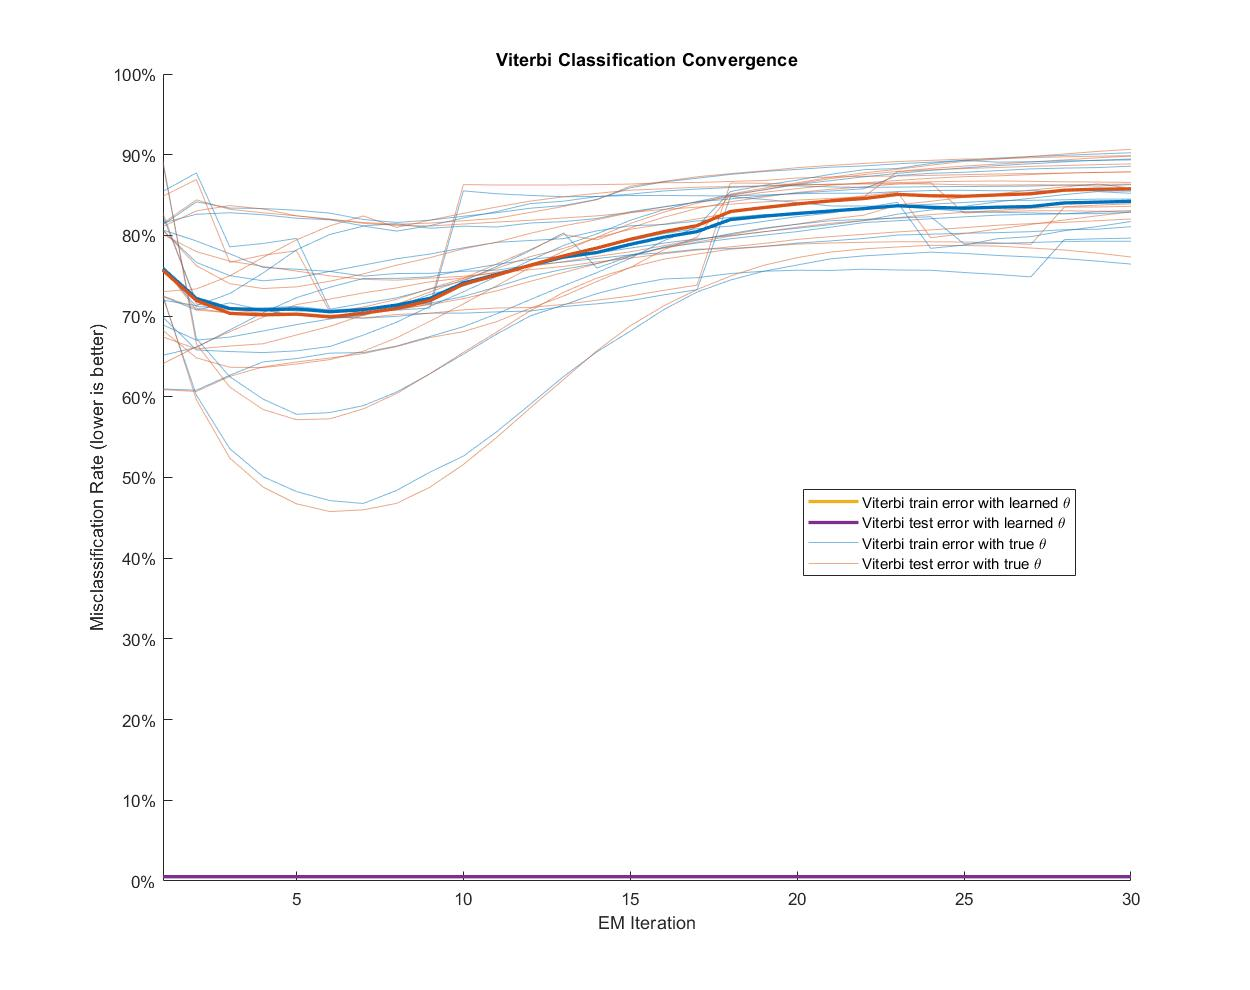 Viterbi Classification Convergence
100%
90%
80%
70%
60%
50%
40%
30%
20%
10%
0%
Misclassification Rate (lower is better)
Viterbi train error with learned θ
Viterbi test error with learned θ
Viterbi train error with true θ
Viterbi test error with true θ
5 10 15 20 25 30
EM Iteration